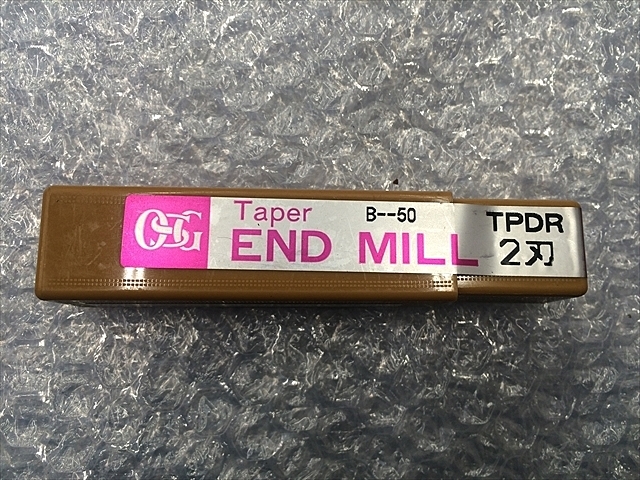 OSG Taper B--50 TPDR
END MILL 2刃